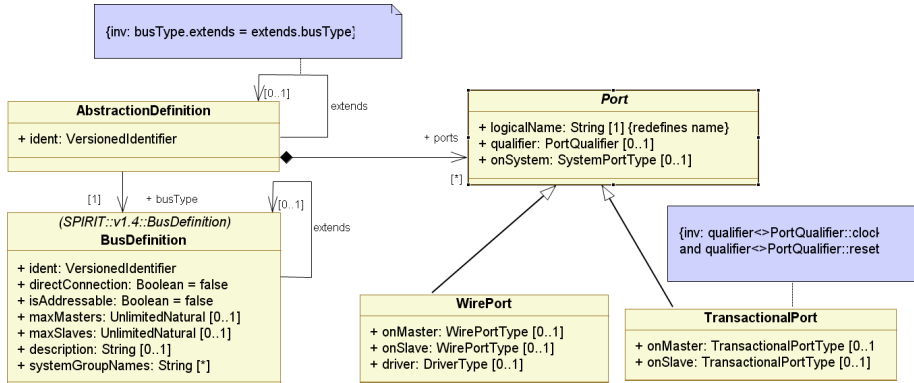 {inv: busType.extends = extends.busType}
[0..1]
extends
AbstractionDefinition
+ ident: VersionedIdentifier
+ ports
[*]
Port
+ logicalName: String [1] {redefines name}
+ qualifier: PortQualifier [0..1]
+ onSystem: SystemPortType [0..1]
[1]
+ busType
[0..1]
extends
(SPIRIT::v1.4::BusDefinition)
BusDefinition
+ ident: VersionedIdentifier
+ directConnection: Boolean = false
+ isAddressable: Boolean = false
+ maxMasters: UnlimitedNatural [0..1]
+ maxSlaves: UnlimitedNatural [0..1]
+ description: String [0..1]
+ systemGroupNames: String [*]
{inv: qualifier<>PortQualifier::clock
and qualifier<>PortQualifier::reset
WirePort
+ onMaster: WirePortType [0..1]
+ onSlave: WirePortType [0..1]
+ driver: DriverType [0..1]
TransactionalPort
+ onMaster: TransactionalPortType [0..1
+ onSlave: TransactionalPortType [0..1]